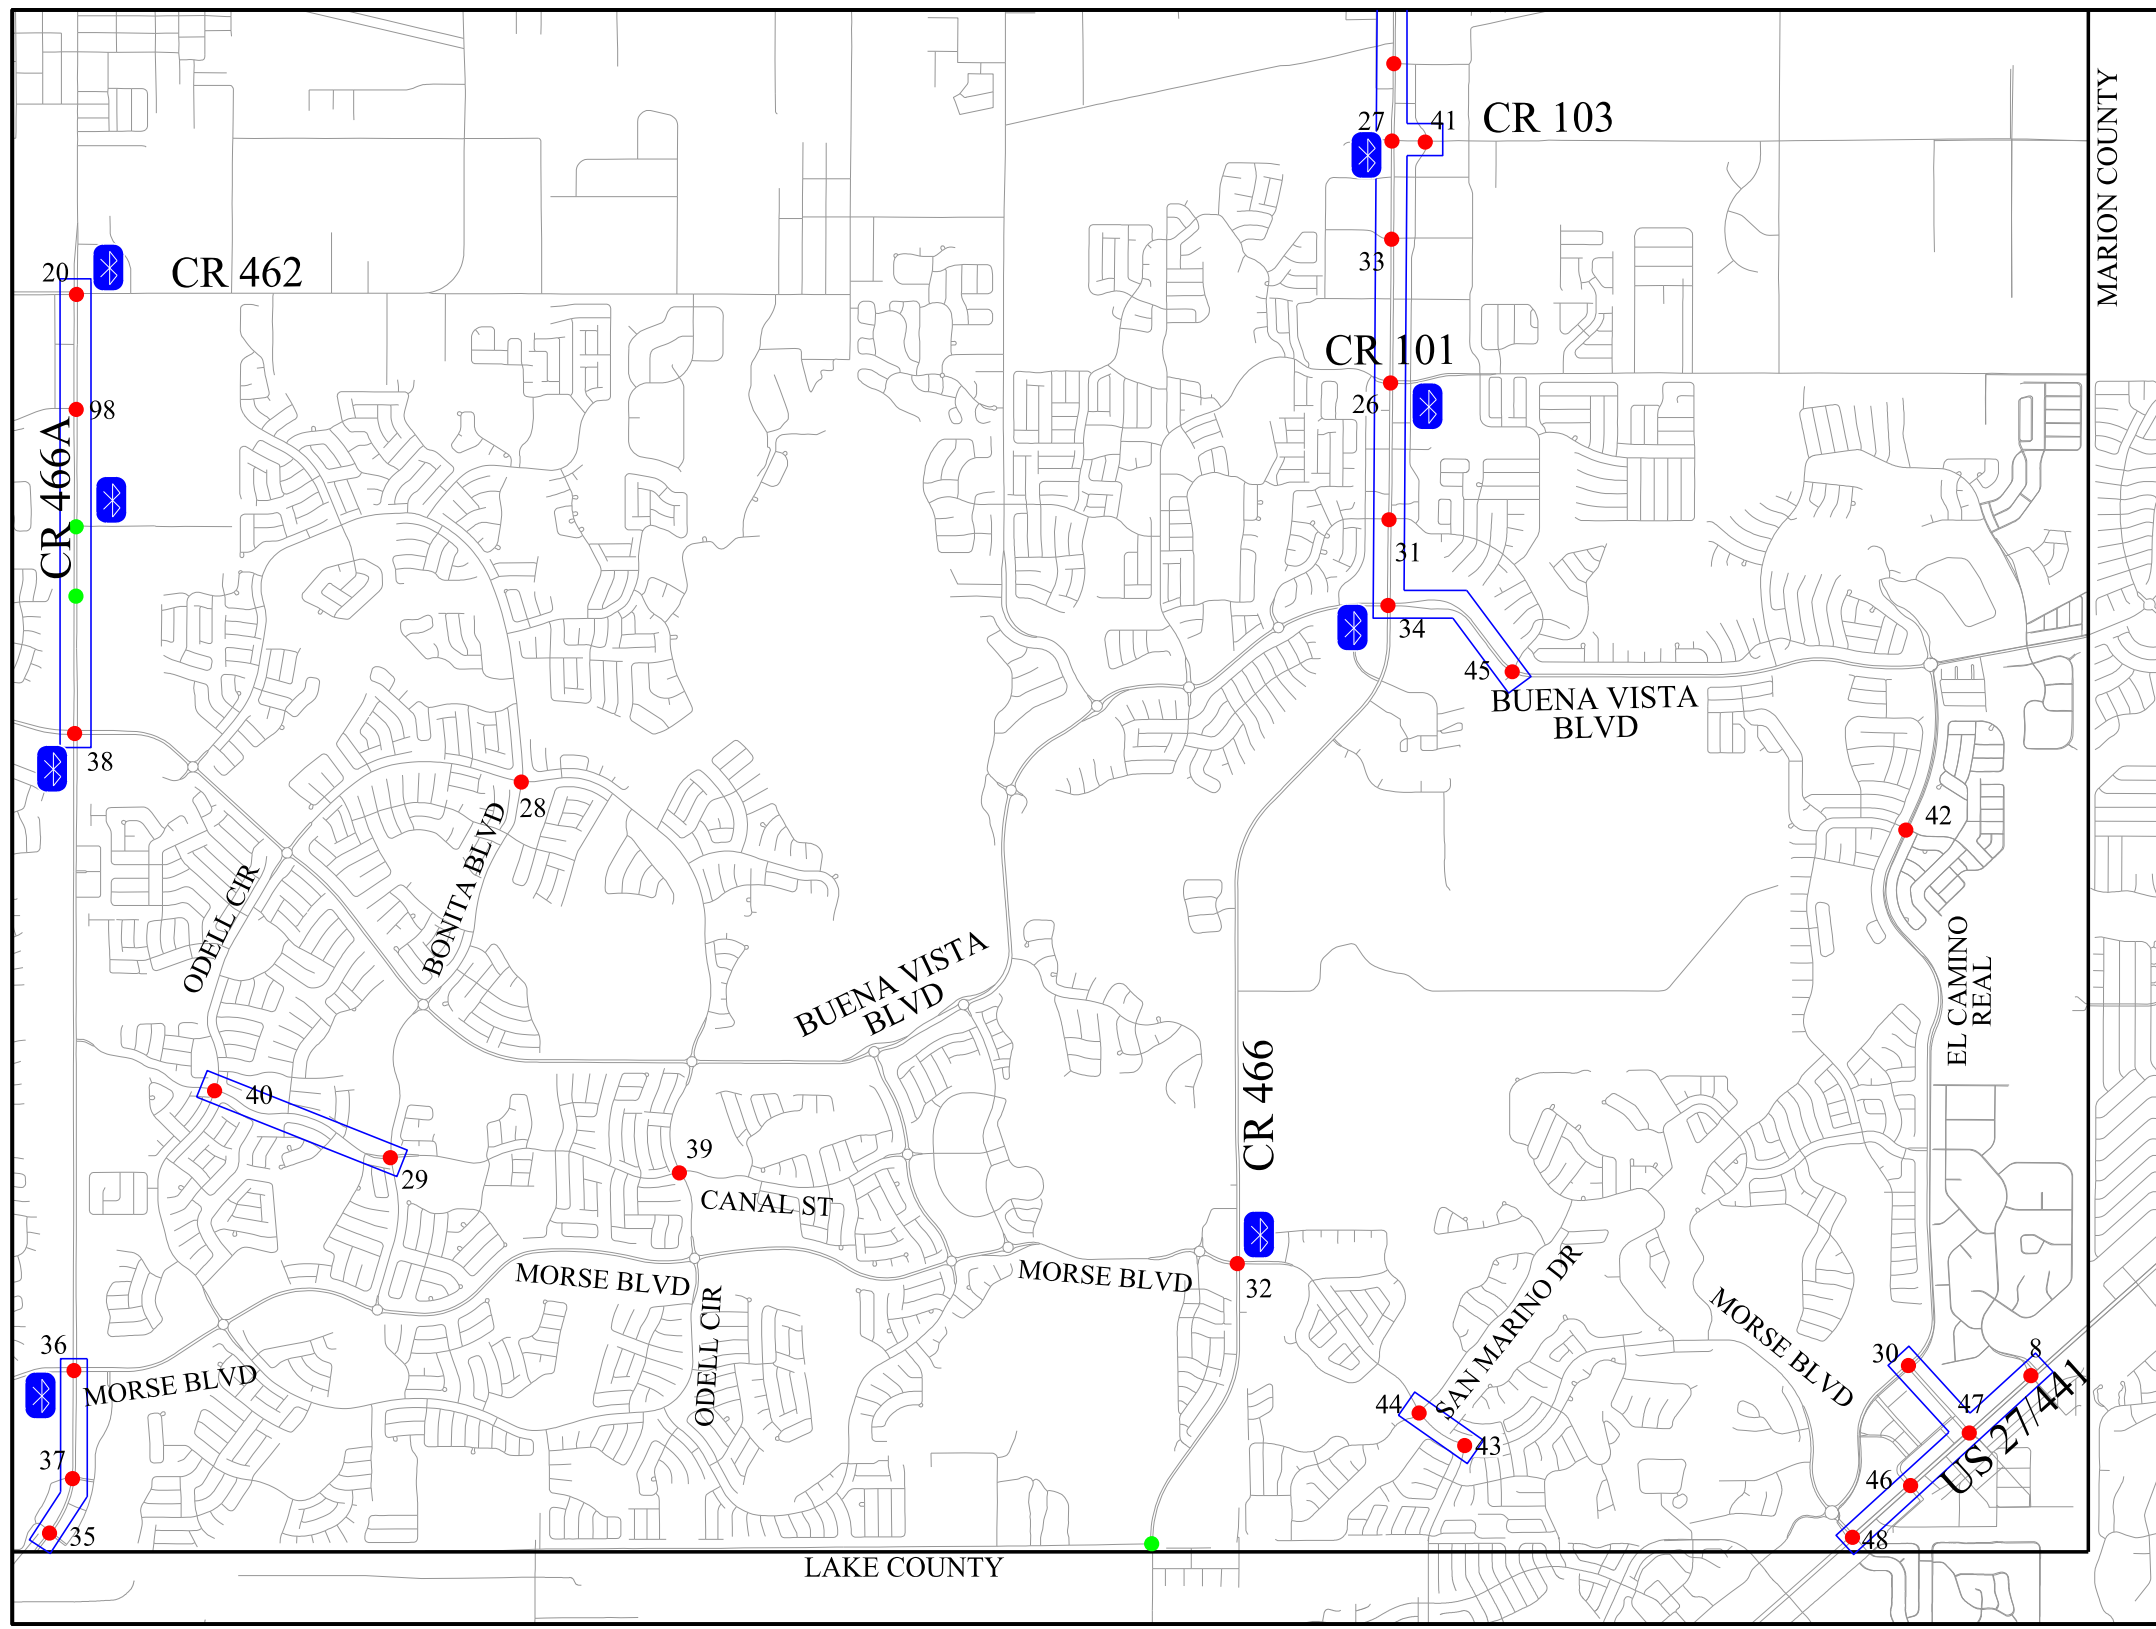 27
41
CR 103
MARION COUNTY
20
CR 462
33
CR 101
26
98
CR 466A
31
34
45
BUENA VISTA
BLVD
38
28
42
BONITA BLVD
ODELL CIR
BUENA VISTA
BLVD
EL CAMINO
REAL
CR 466
40
29
39
CANAL ST
MORSE BLVD
MORSE BLVD
32
SAN MARINO DR
MORSE BLVD
ODELL CIR
36
MORSE BLVD
30
8
47
US 27/441
44
43
37
46
35
48
LAKE COUNTY